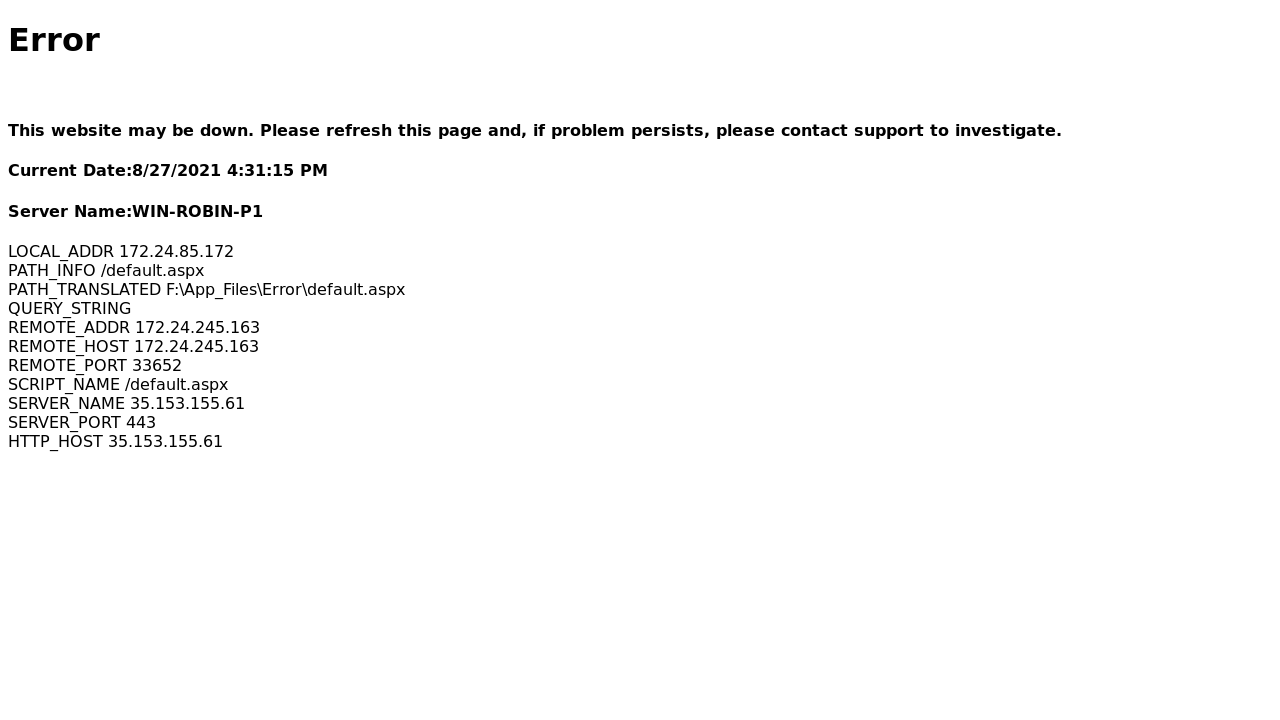 Error
This website may be down. Please refresh this page and, if problem persists, please contact support to investigate.
Current Date:8/27/2021 4:31:15 PM
Server Name:WIN-ROBIN-P1
LOCAL_ADDR 172.24.85.172
PATH_INFO /default.aspx
PATH_TRANSLATED F:\App_Files\Error\default.aspx
QUERY_STRING
REMOTE_ADDR 172.24.245.163
REMOTE_HOST 172.24.245.163
REMOTE_PORT 33652
SCRIPT_NAME /default.aspx
SERVER_NAME 35.153.155.61
SERVER_PORT 443
HTTP_HOST 35.153.155.61